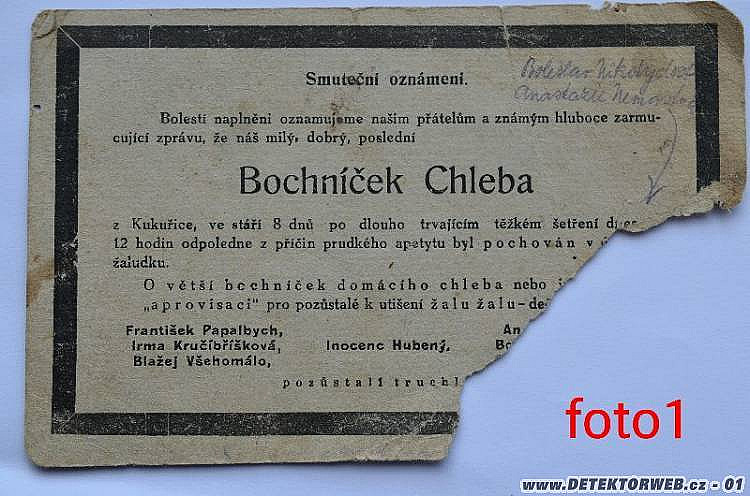 Smuteční oznámení.
Boleslav
Anastazie
Bolestí naplněni oznamujeme našim přátelům a známým hluboce zarmu-
cující zprávu, že náš milý, dobrý, poslední
Bochníček Chleba
z Kukuřice, ve stáří 8 dnů po dlouho trvajícím těžkém šetření
12 hodin odpoledne z příčin prudkého apetytu byl pochován v
žaludku.
O větší bochníček domácího chleba nebo
„aprovisaci" pro pozůstalé k utišení žalu žalu-
František Papalbych,
Irma Kručibříšková,
Blažej Všehomálo,
Inocenc Hubený,
pozůstalí
foto1
www.DETEKTORWEB.cz - 01